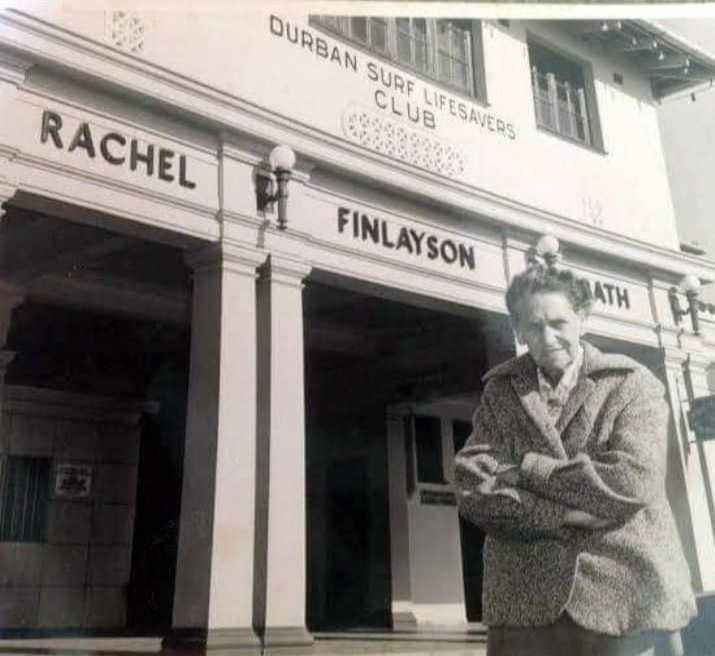 DURBAN SURF LIFESAVERS
CLUB
RACHEL
FINLAYSON
ATH